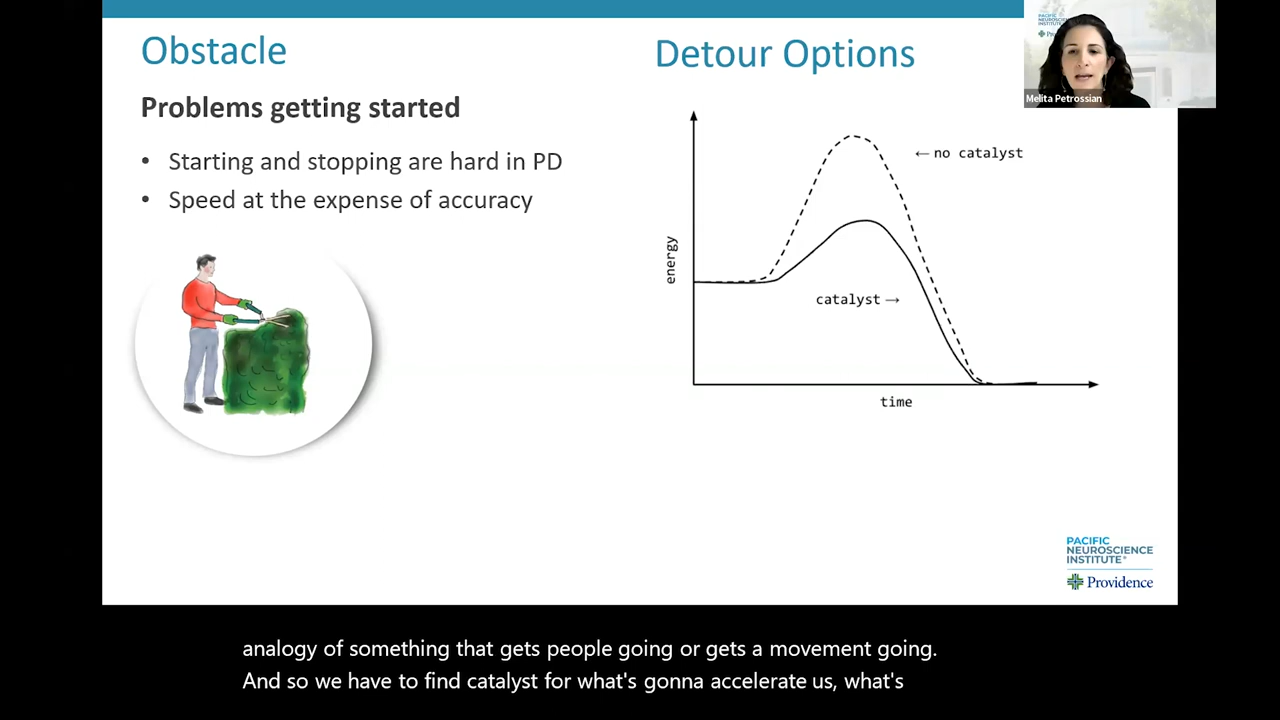 Obstacle
Problems getting started
• Starting and stopping are hard in PD
• Speed at the expense of accuracy
Detour Options
← no catalyst
energy
catalyst →
time
PACIFIC
NEUROSCIENCE
INSTITUTE®
Providence
PACIFIC
NEUROSCIENCE
Melita Petrossian
analogy of something that gets people going or gets a movement going.
And so we have to find catalyst for what's gonna accelerate us, what's